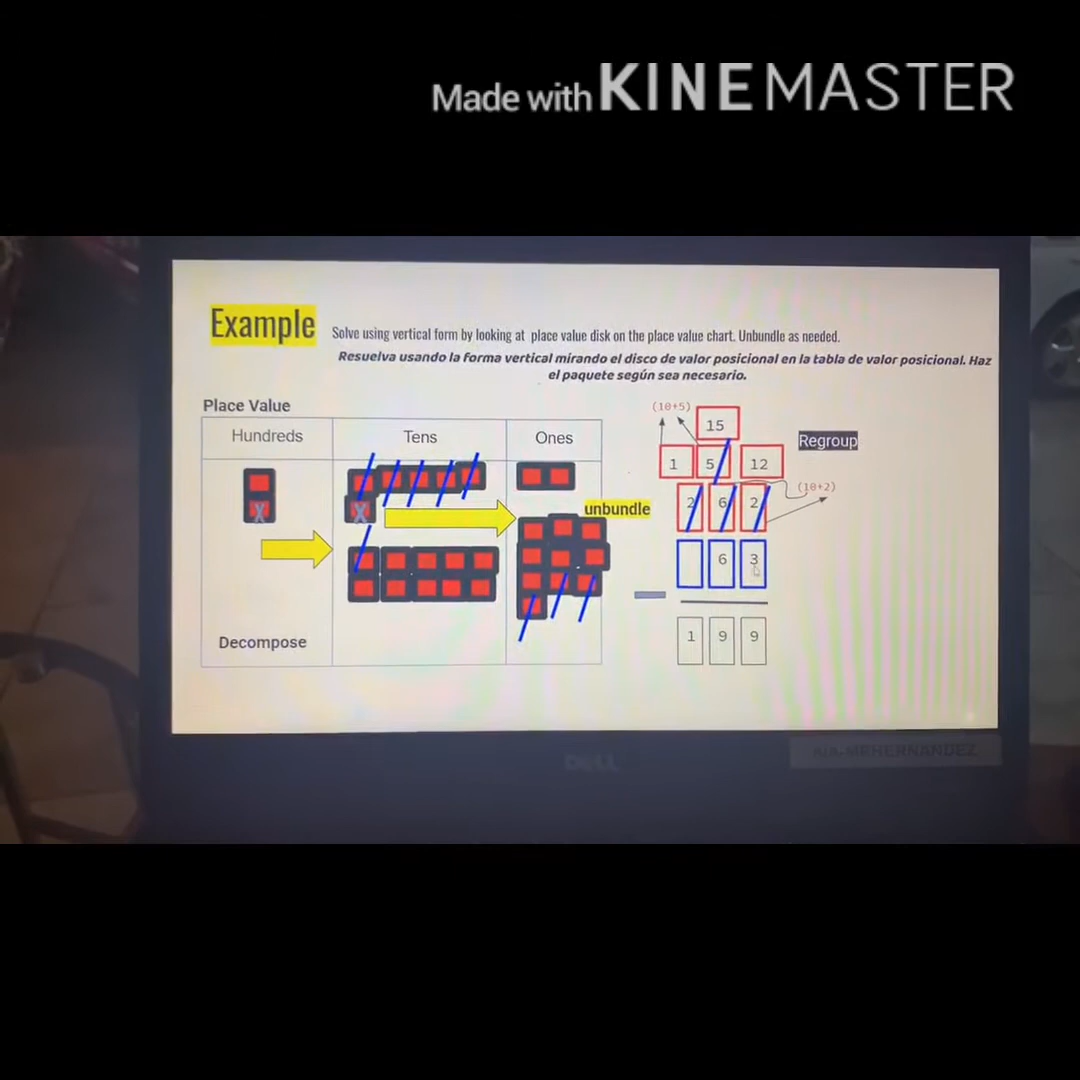 Made with KINEMASTER
Example
Solve using vertical form by looking at place value disk on the place value chart. Unbundle as needed.
Resuelva usando la forma vertical mirando el disco de valor posicional en la tabla de valor posicional. Haz
el paquete según sea necesario.
Place Value
Hundreds Tens Ones
X X
unbundle
Decompose
(10+5)
15
Regroup
1 5 12
2 6 2
(10+2)
6 3
1 9 9
DELL